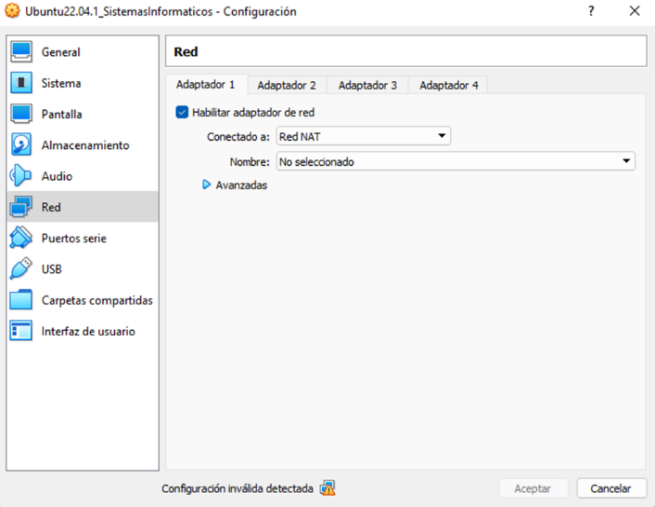 Ubuntu22.04.1_SistemasInformaticos - Configuración ?
General
Sistema
Pantalla
Almacenamiento
Audio
Red
Puertos serie
USB
Carpetas compartidas
Interfaz de usuario
Red
Adaptador 1 Adaptador 2 Adaptador 3 Adaptador 4
Habilitar adaptador de red
Conectado a: Red NAT
Nombre: No seleccionado
Avanzadas
Configuración inválida detectada Aceptar Cancelar